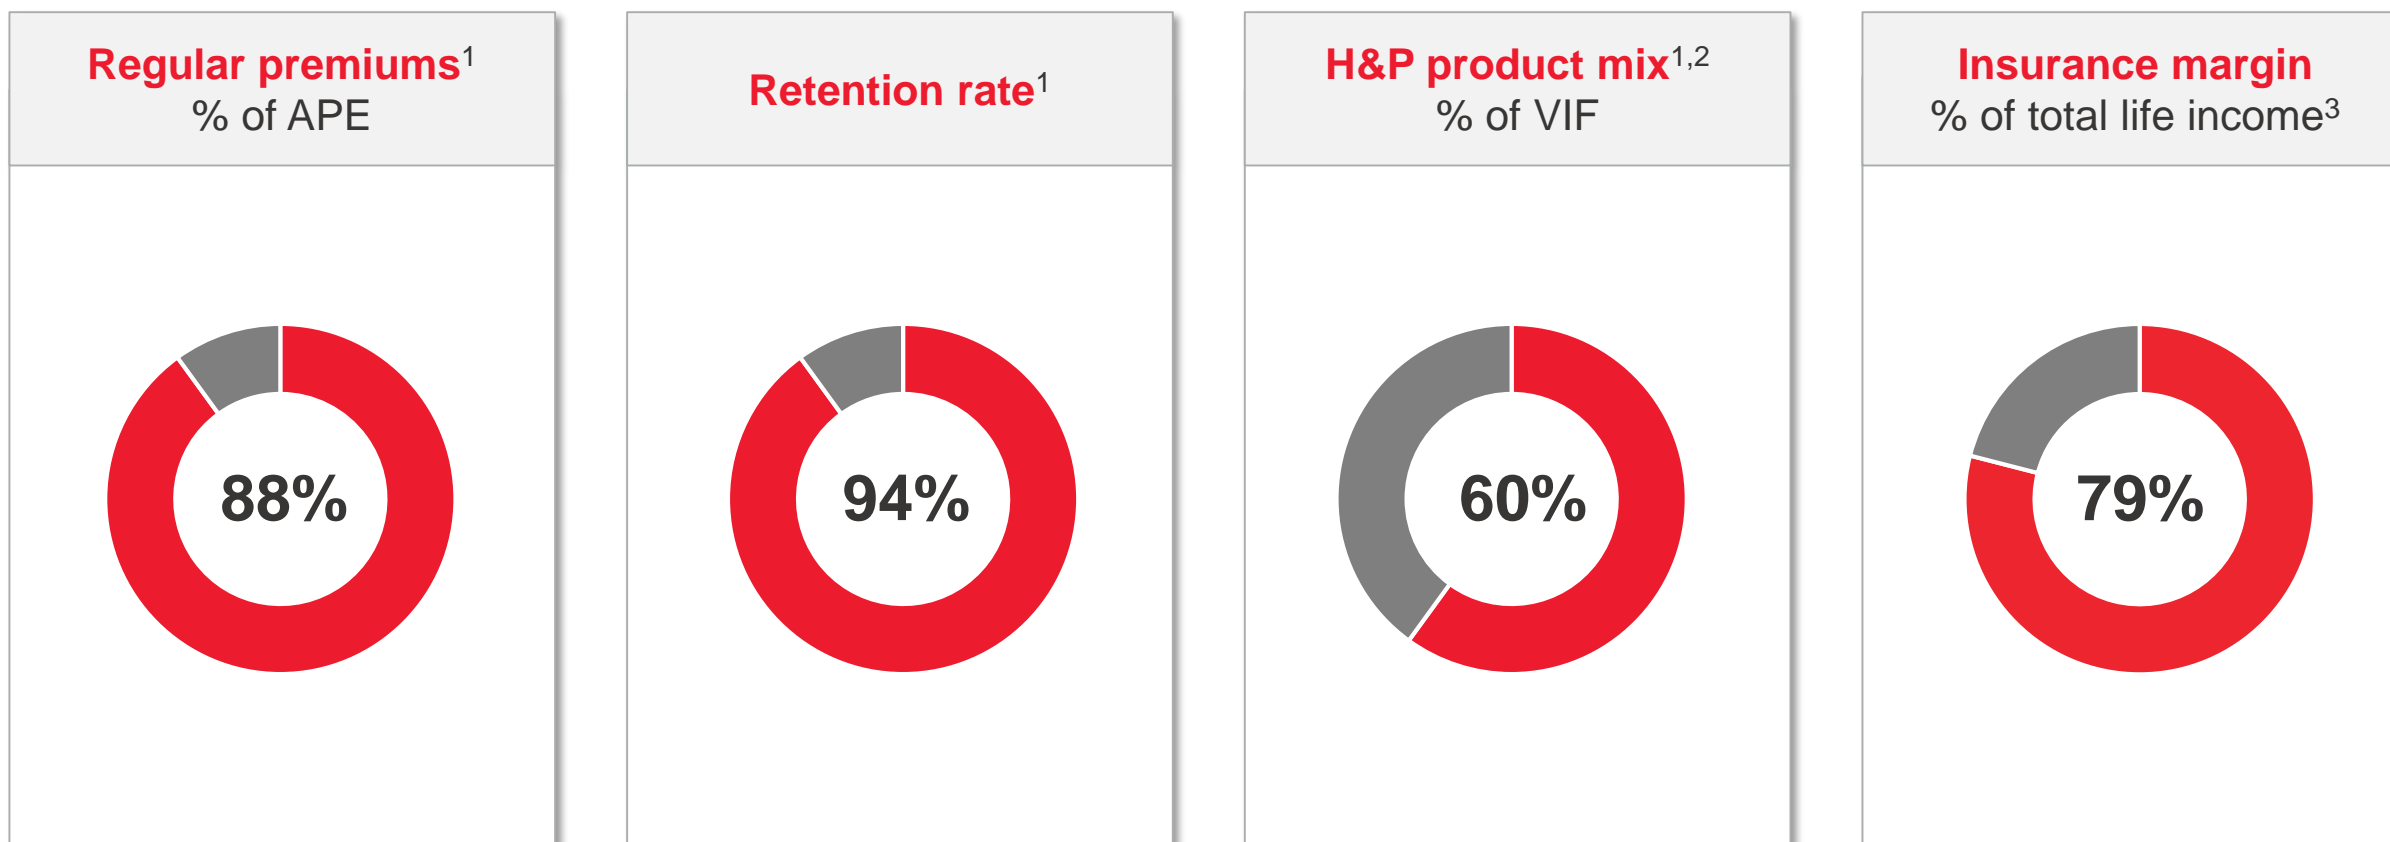 Regular premiums¹
% of APE
88%
Retention rate¹
94%
H&P product mix¹,²
% of VIF
60%
Insurance margin
% of total life income³
79%